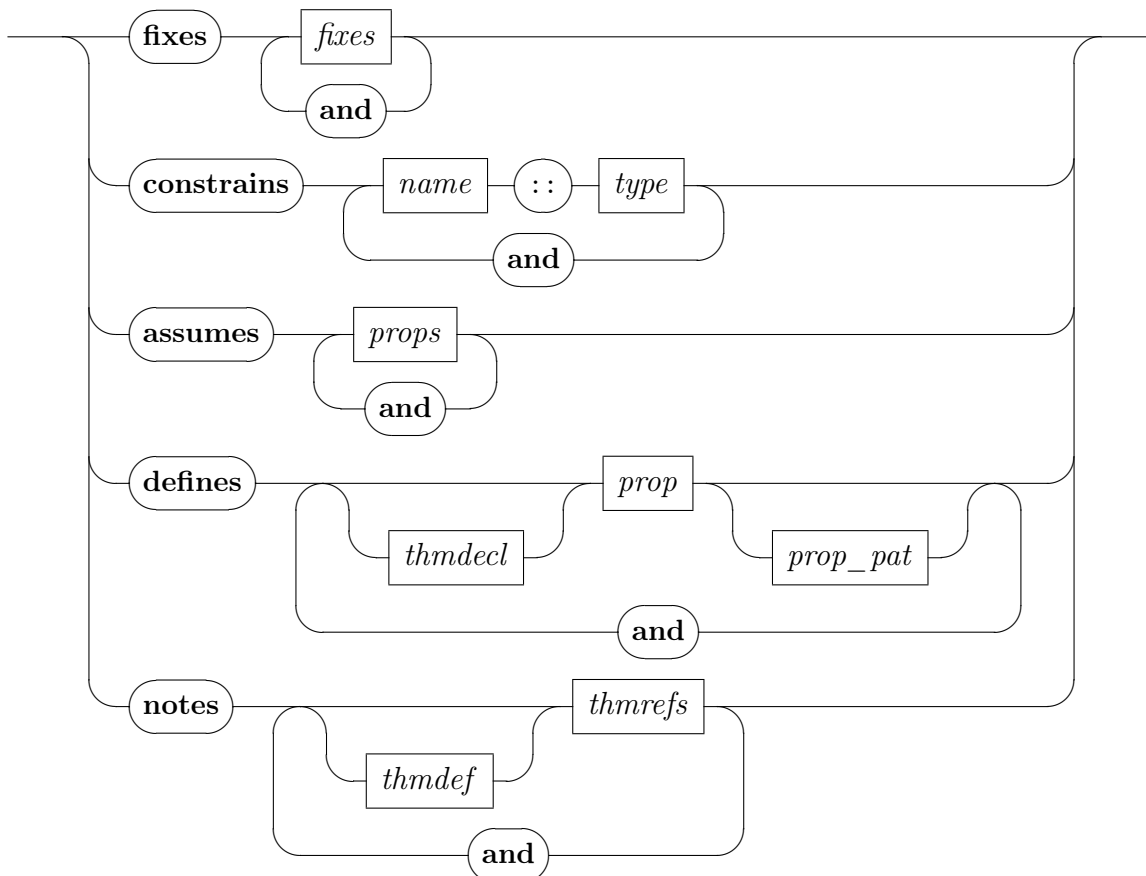 fixes fixes
and
constrains name :: type
and
assumes props
and
defines prop
thmdecl prop_pat
and
notes thmrefs
thmdef
and